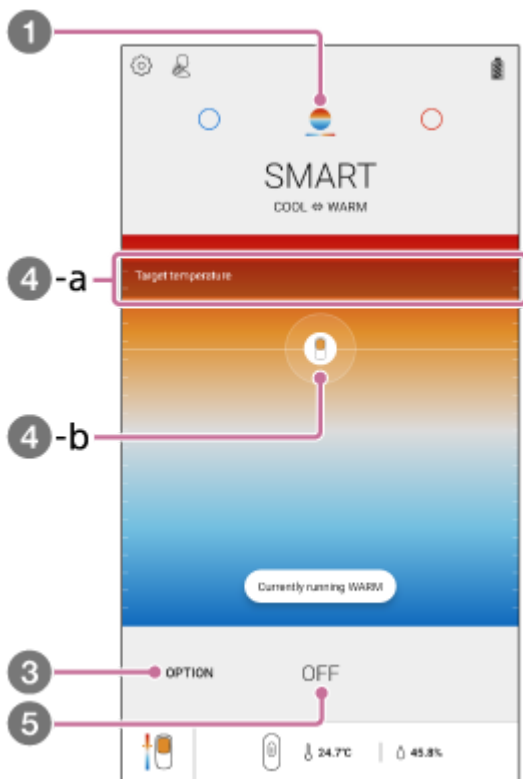 1
SMART
COOL ⇔ WARM
4-a
Target temperature
4-b
Currently running WARM
3
OPTION
OFF
5
24.7°C
45.8%